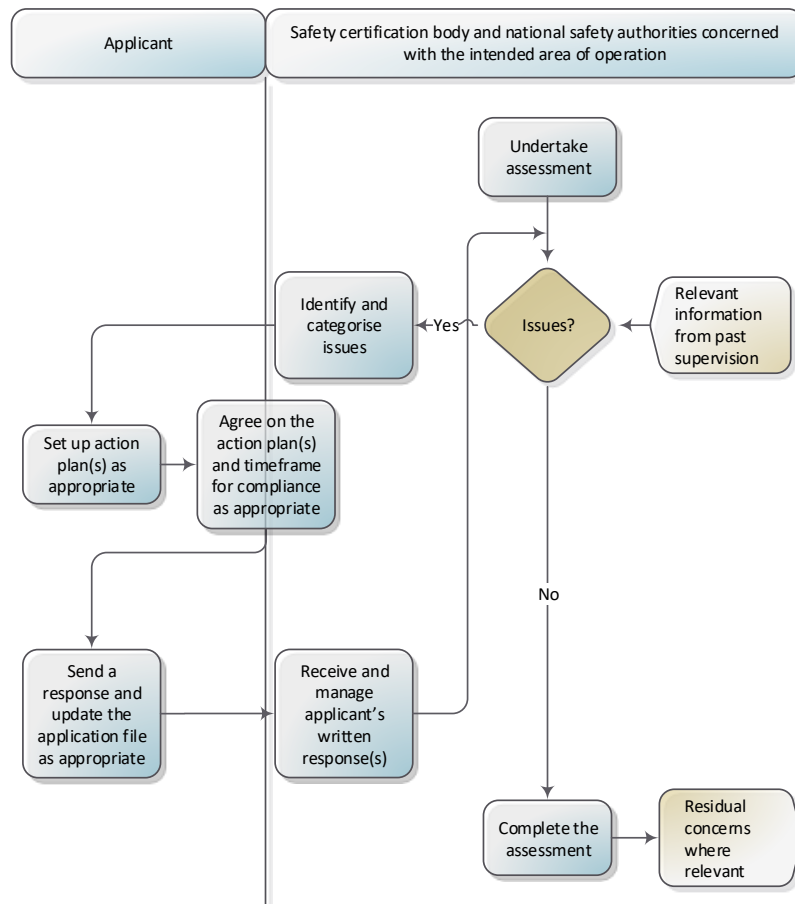 Applicant
Safety certification body and national safety authorities concerned
with the intended area of operation
Undertake
assessment
Identify and
categorise
issues
Yes
Issues?
Relevant
information
from past
supervision
Set up action
plan(s) as
appropriate
Agree on the
action plan(s)
and timeframe
for compliance
as appropriate
No
Send a
response and
update the
application file
as appropriate
Receive and
manage
applicant’s
written
response(s)
Complete the
assessment
Residual
concerns
where
relevant